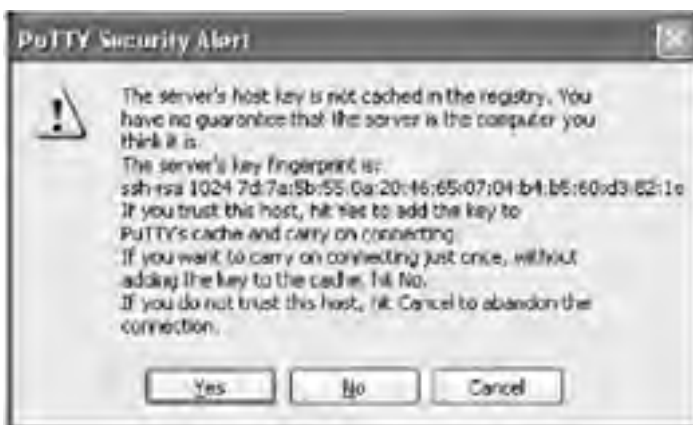 PuTTY Security Alert
The server's host key is not cached in the registry. You
have no guarantee that the server is the computer you
think it is.
The server's key fingerprint is:
ssh-rsa 1024 7d:7a:5b:55:0a:20:46:65:07:04:b4:b5:60:d3:82:1e
If you trust this host, hit Yes to add the key to
PuTTY's cache and carry on connecting.
If you want to carry on connecting just once, without
adding the key to the cache, hit No.
If you do not trust this host, hit Cancel to abandon the
connection.
Yes
No
Cancel